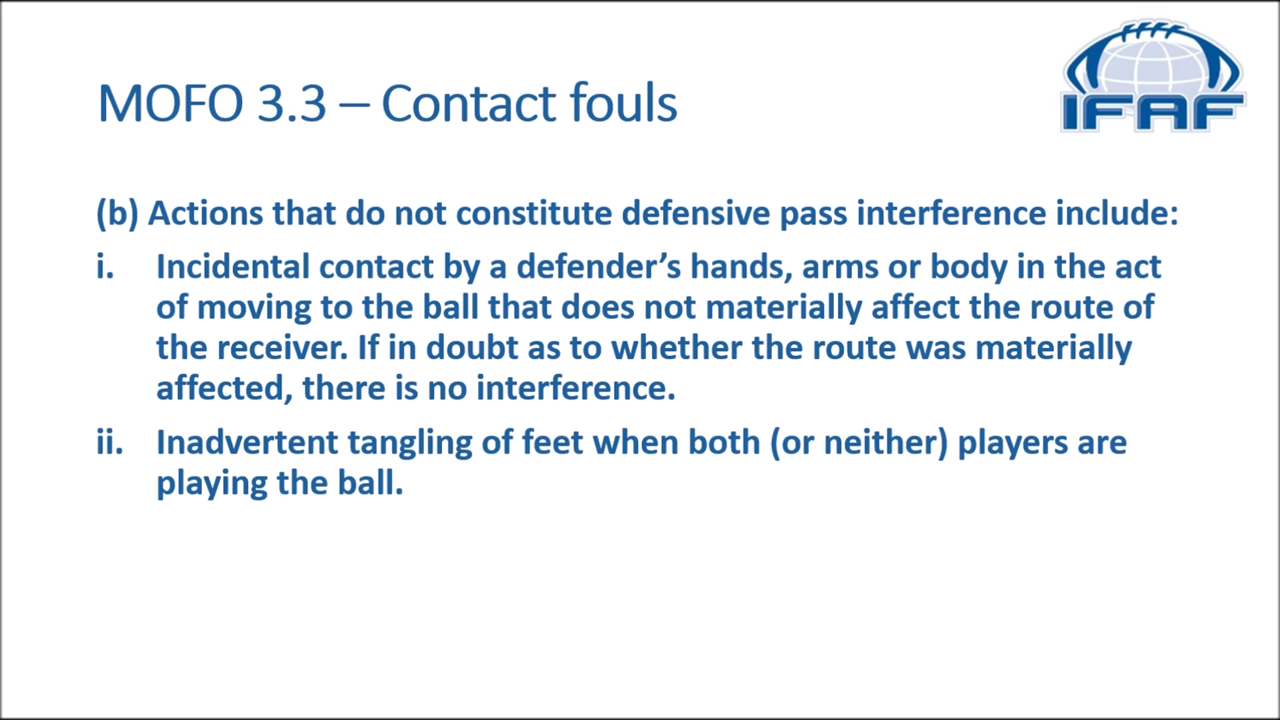 MOFO 3.3 – Contact fouls
IFAF
(b) Actions that do not constitute defensive pass interference include:
i. Incidental contact by a defender's hands, arms or body in the act
of moving to the ball that does not materially affect the route of
the receiver. If in doubt as to whether the route was materially
affected, there is no interference.
ii. Inadvertent tangling of feet when both (or neither) players are
playing the ball.